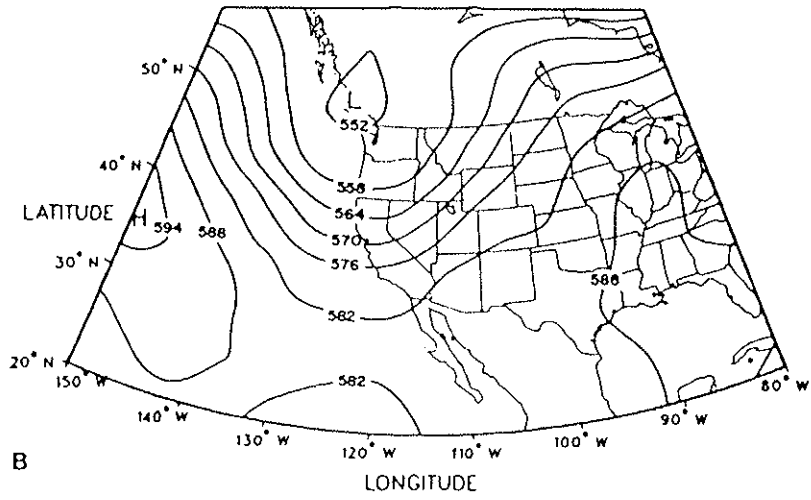 50° N
40° N
LATITUDE
30° N
20° N
150° W
140° W
130° W
120° W
110° W
100° W
90° W
80° W
LONGITUDE
L
552
558
564
570
576
582
582
H
594
588
588
B